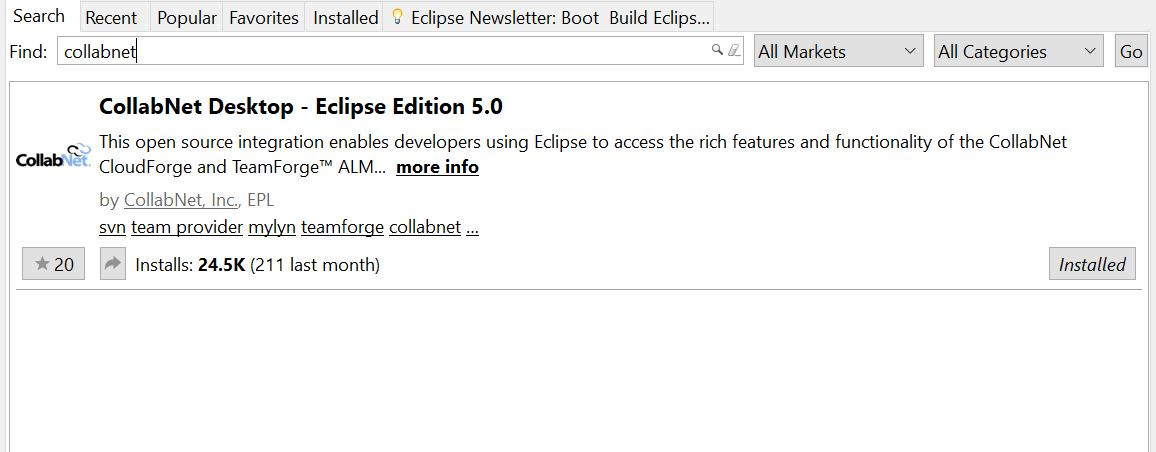 Search Recent Popular Favorites Installed Eclipse Newsletter: Boot Build Eclips...
Find: collabnet All Markets All Categories Go
CollabNet Desktop - Eclipse Edition 5.0
This open source integration enables developers using Eclipse to access the rich features and functionality of the CollabNet
CollabNet. CloudForge and TeamForge™ ALM... more info
by CollabNet, Inc., EPL
svn team provider mylyn teamforge collabnet ...
20 Installs: 24.5K (211 last month) Installed